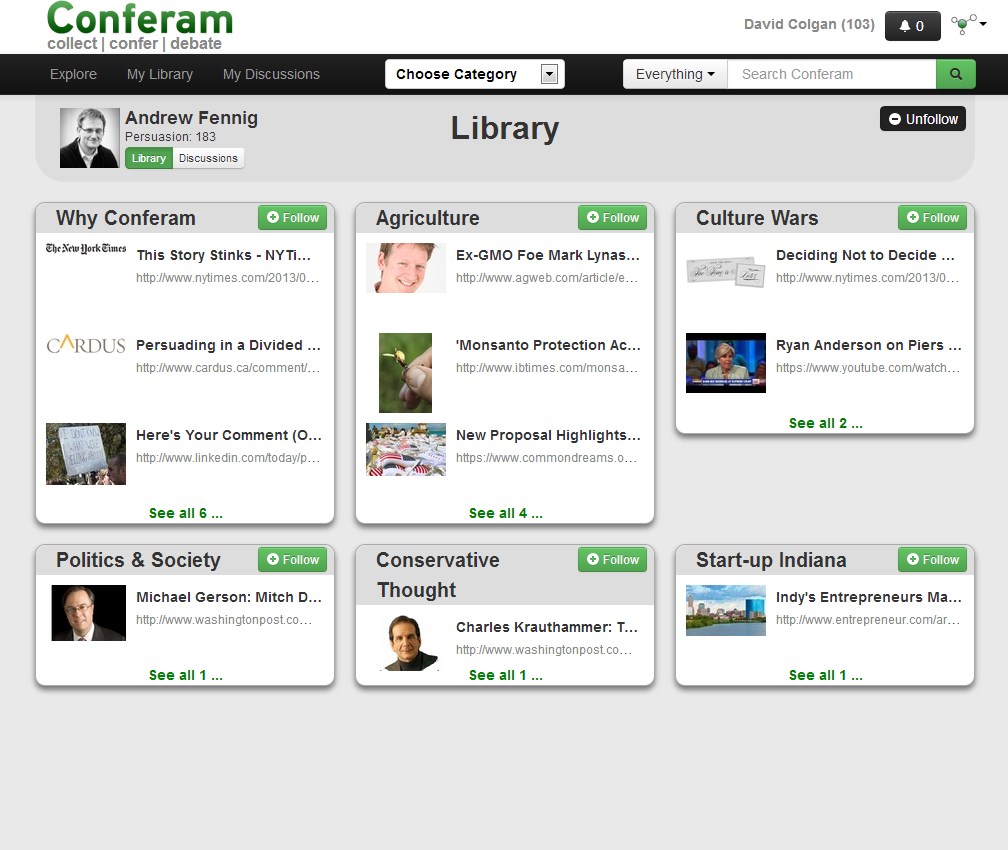 Conferam
collect | confer | debate
David Colgan (103)
0
Explore
My Library
My Discussions
Choose Category
Everything
Search Conferam
Andrew Fennig
Persuasion: 183
Library
Discussions
Library
Unfollow
Why Conferam
Follow
The New York Times
This Story Stinks - NYTi...
http://www.nytimes.com/2013/0...
CARDUS
Persuading in a Divided ...
http://www.cardus.ca/comment/...
Here's Your Comment (O...
http://www.linkedin.com/today/p...
See all 6 ...
Agriculture
Follow
Ex-GMO Foe Mark Lynas...
http://www.agweb.com/article/e...
'Monsanto Protection Ac...
http://www.ibtimes.com/monsa...
New Proposal Highlights...
https://www.commondreams.o...
See all 4 ...
Culture Wars
Follow
Deciding Not to Decide ...
http://www.nytimes.com/2013/0...
Ryan Anderson on Piers ...
https://www.youtube.com/watch...
See all 2 ...
Politics & Society
Follow
Michael Gerson: Mitch D...
http://www.washingtonpost.co...
See all 1 ...
Conservative
Thought
Follow
Charles Krauthammer: T...
http://www.washingtonpost.co...
See all 1 ...
Start-up Indiana
Follow
Indy's Entrepreneurs Ma...
http://www.entrepreneur.com/ar...
See all 1 ...